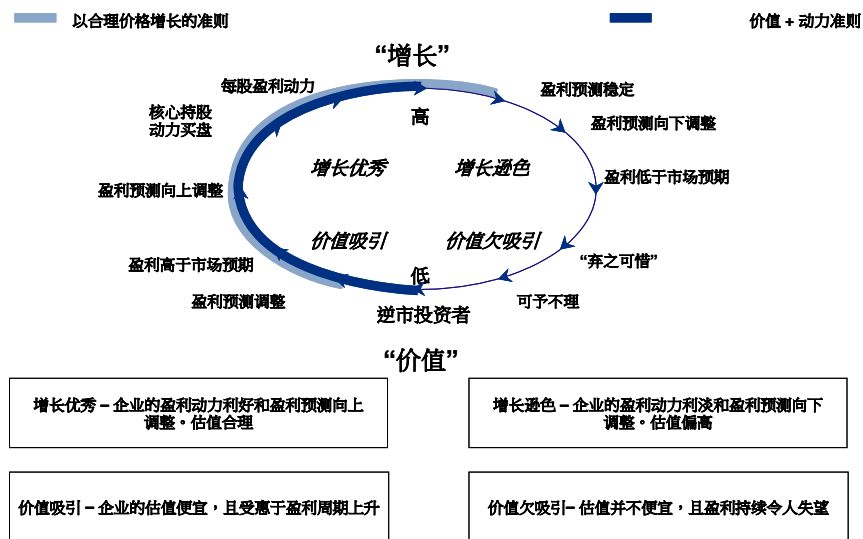 以合理价格增长的准则
价值 + 动力准则
“增长”
每股盈利动力
盈利预测稳定
核心持股
动力买盘
高
盈利预测向下调整
增长优秀
增长逊色
盈利预测向上调整
盈利低于市场预期
价值吸引
价值欠吸引
盈利高于市场预期
低
“弃之可惜”
盈利预测调整
可予不理
逆市投资者
“价值”
增长优秀 – 企业的盈利动力利好和盈利预测向上
调整。估值合理
增长逊色 – 企业的盈利动力利淡和盈利预测向下
调整。估值偏高
价值吸引 – 企业的估值便宜，且受惠于盈利周期上升
价值欠吸引– 估值并不便宜，且盈利持续令人失望